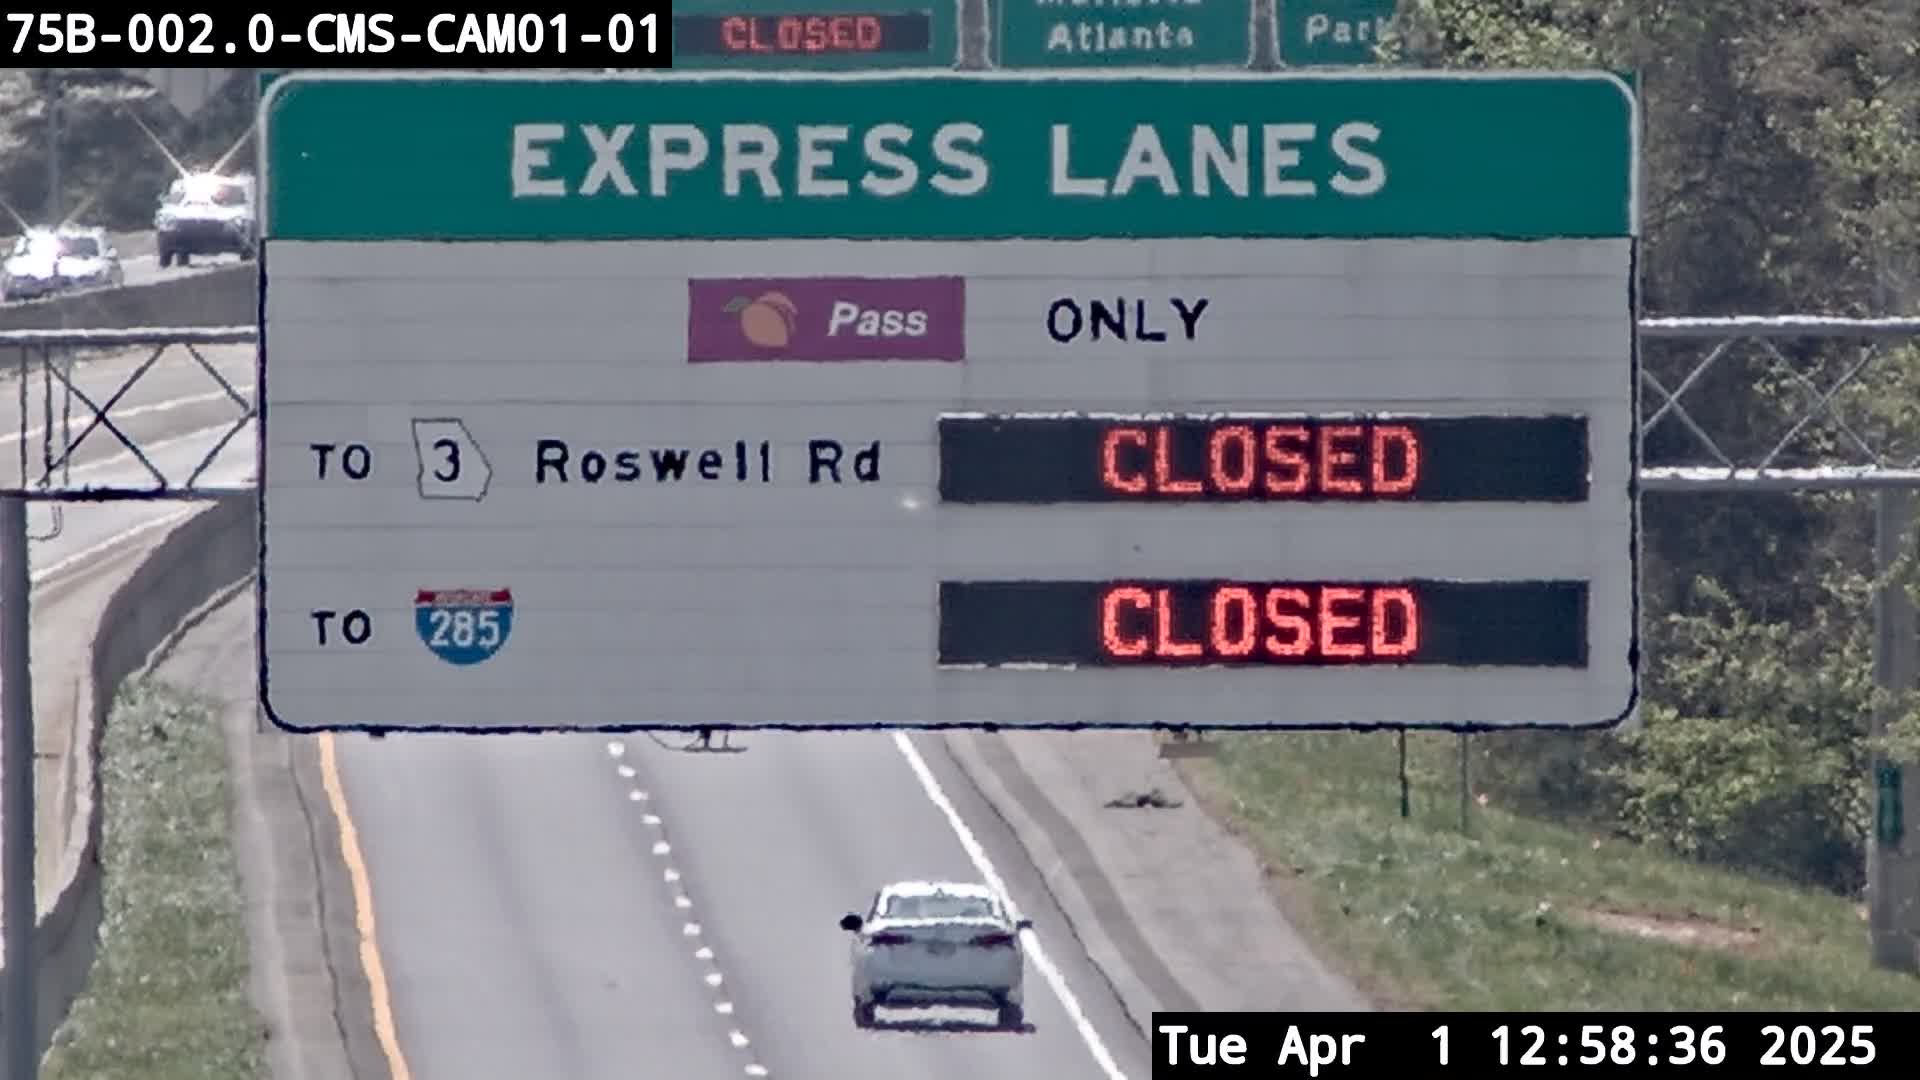 75B-002.0-CMS-CAM01-01
CLOSED
Atlanta
EXPRESS LANES
Pass ONLY
TO 3 Roswell Rd CLOSED
TO 285 CLOSED
Tue Apr 1 12:58:36 2025